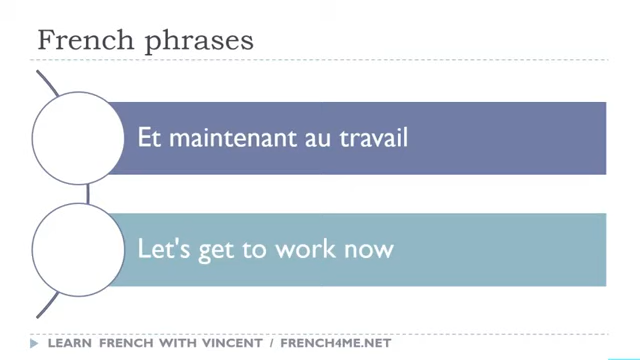 French phrases
Et maintenant au travail
Let's get to work now
LEARN FRENCH WITH VINCENT / FRENCH4ME.NET